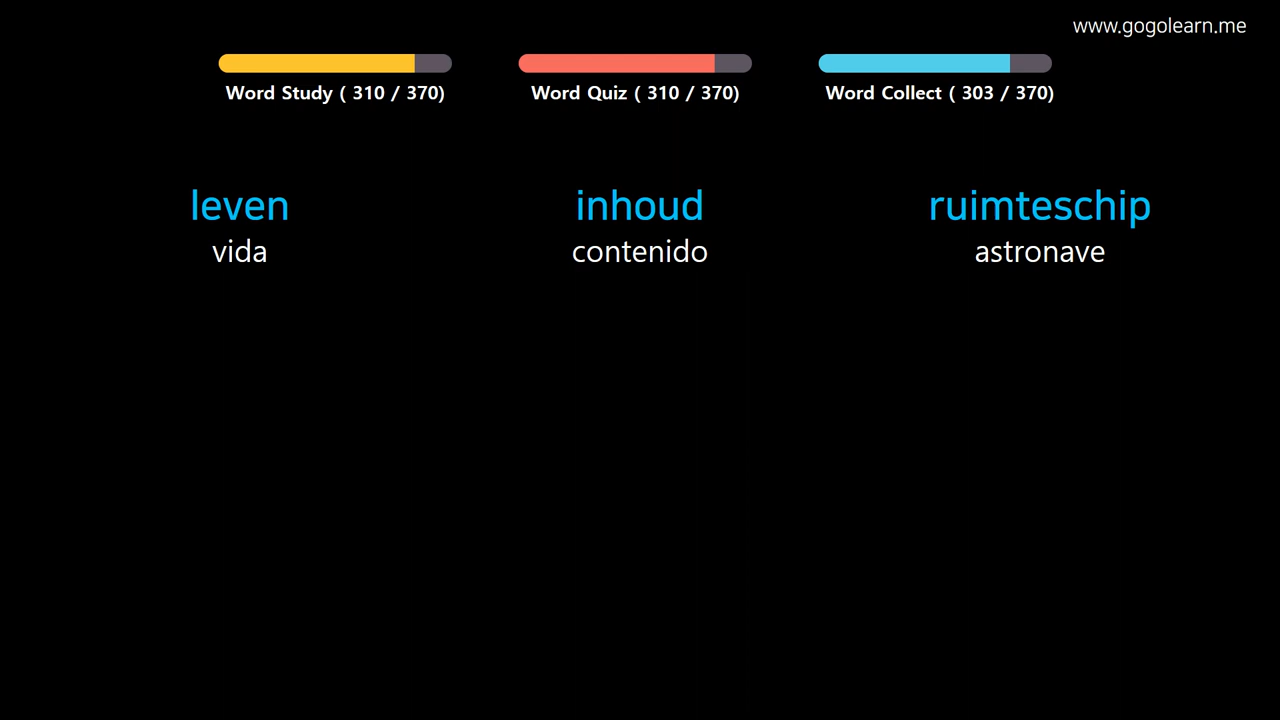 www.gogolearn.me
Word Study ( 310 / 370)
Word Quiz ( 310 / 370)
Word Collect ( 303 / 370)
leven
vida
inhoud
contenido
ruimteschip
astronave